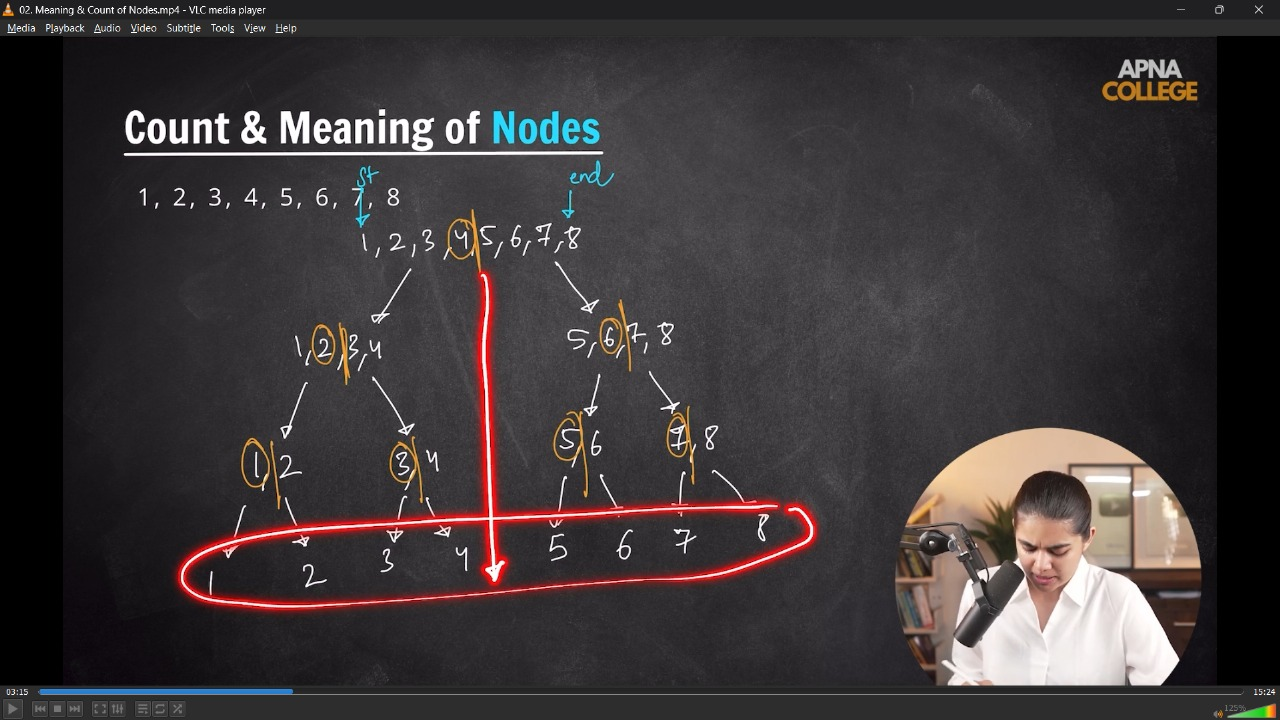 02. Meaning & Count of Nodes.mp4 - VLC media player
Media Playback Audio Video Subtitle Tools View Help
APNA
COLLEGE
Count & Meaning of Nodes
st
end
1, 2, 3, 4, 5, 6, 7, 8
1, 2, 3, 4, 5, 6, 7, 8
1, 2, 3, 4
5, 6, 7, 8
1, 2
3, 4
5, 6
7, 8
1 2 3 4 5 6 7 8
03:15
15:24
125%